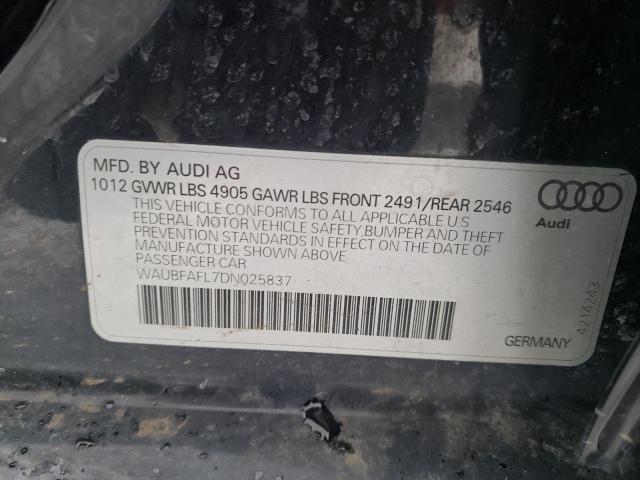 MFD. BY AUDI AG
1012 GVWR LBS 4905 GAWR LBS FRONT 2491/REAR 2546
THIS VEHICLE CONFORMS TO ALL APPLICABLE U.S
FEDERAL MOTOR VEHICLE SAFETY,BUMPER AND THEFT
PREVENTION STANDARDS IN EFFECT ON THE DATE OF
MANUFACTURE SHOWN ABOVE
PASSENGER CAR
WAUBFAFL7DN025837
Audi
GERMANY
4214243